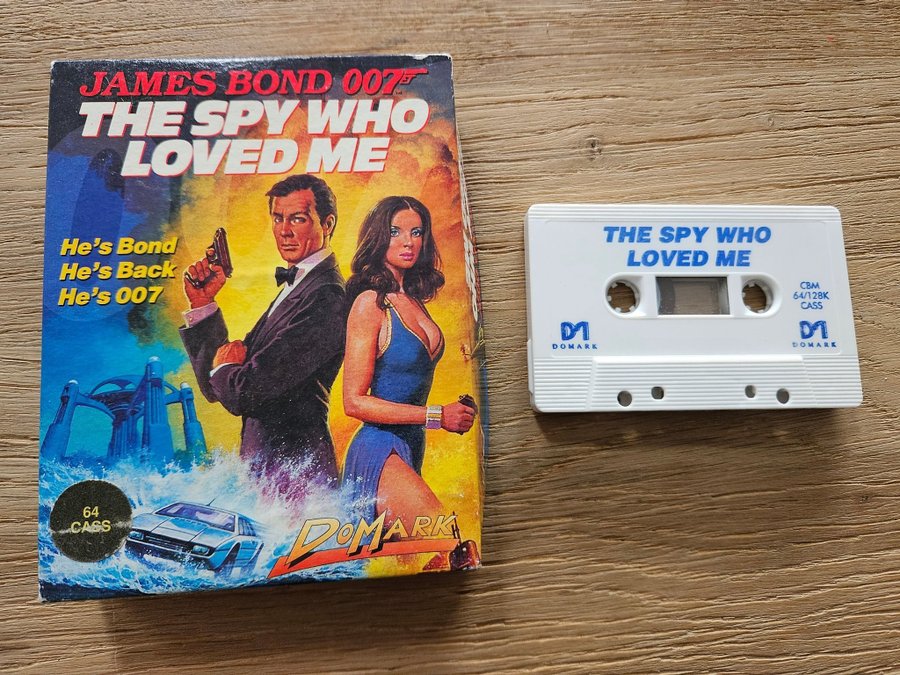 JAMES BOND 007
THE SPY WHO
LOVED ME
He's Bond
He's Back
He's 007
64
CASS
DOMARK
THE SPY WHO
LOVED ME
CBM
64/128K
CASS
DOMARK
DOMARK